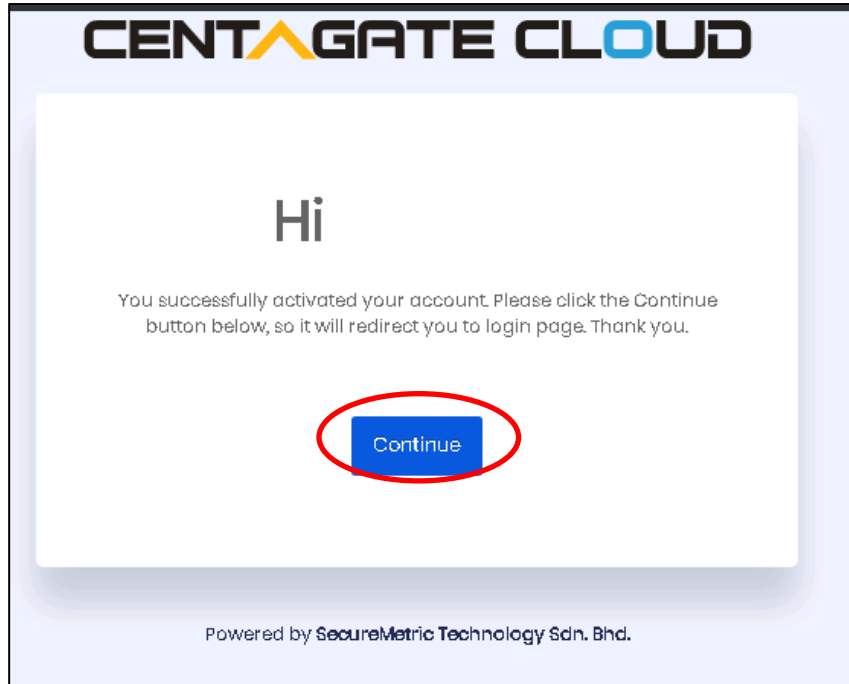 CENTAGATE CLOUD
Hi
You successfully activated your account. Please click the Continue
button below, so it will redirect you to login page. Thank you.
Continue
Powered by SecureMetric Technology Sdn. Bhd.